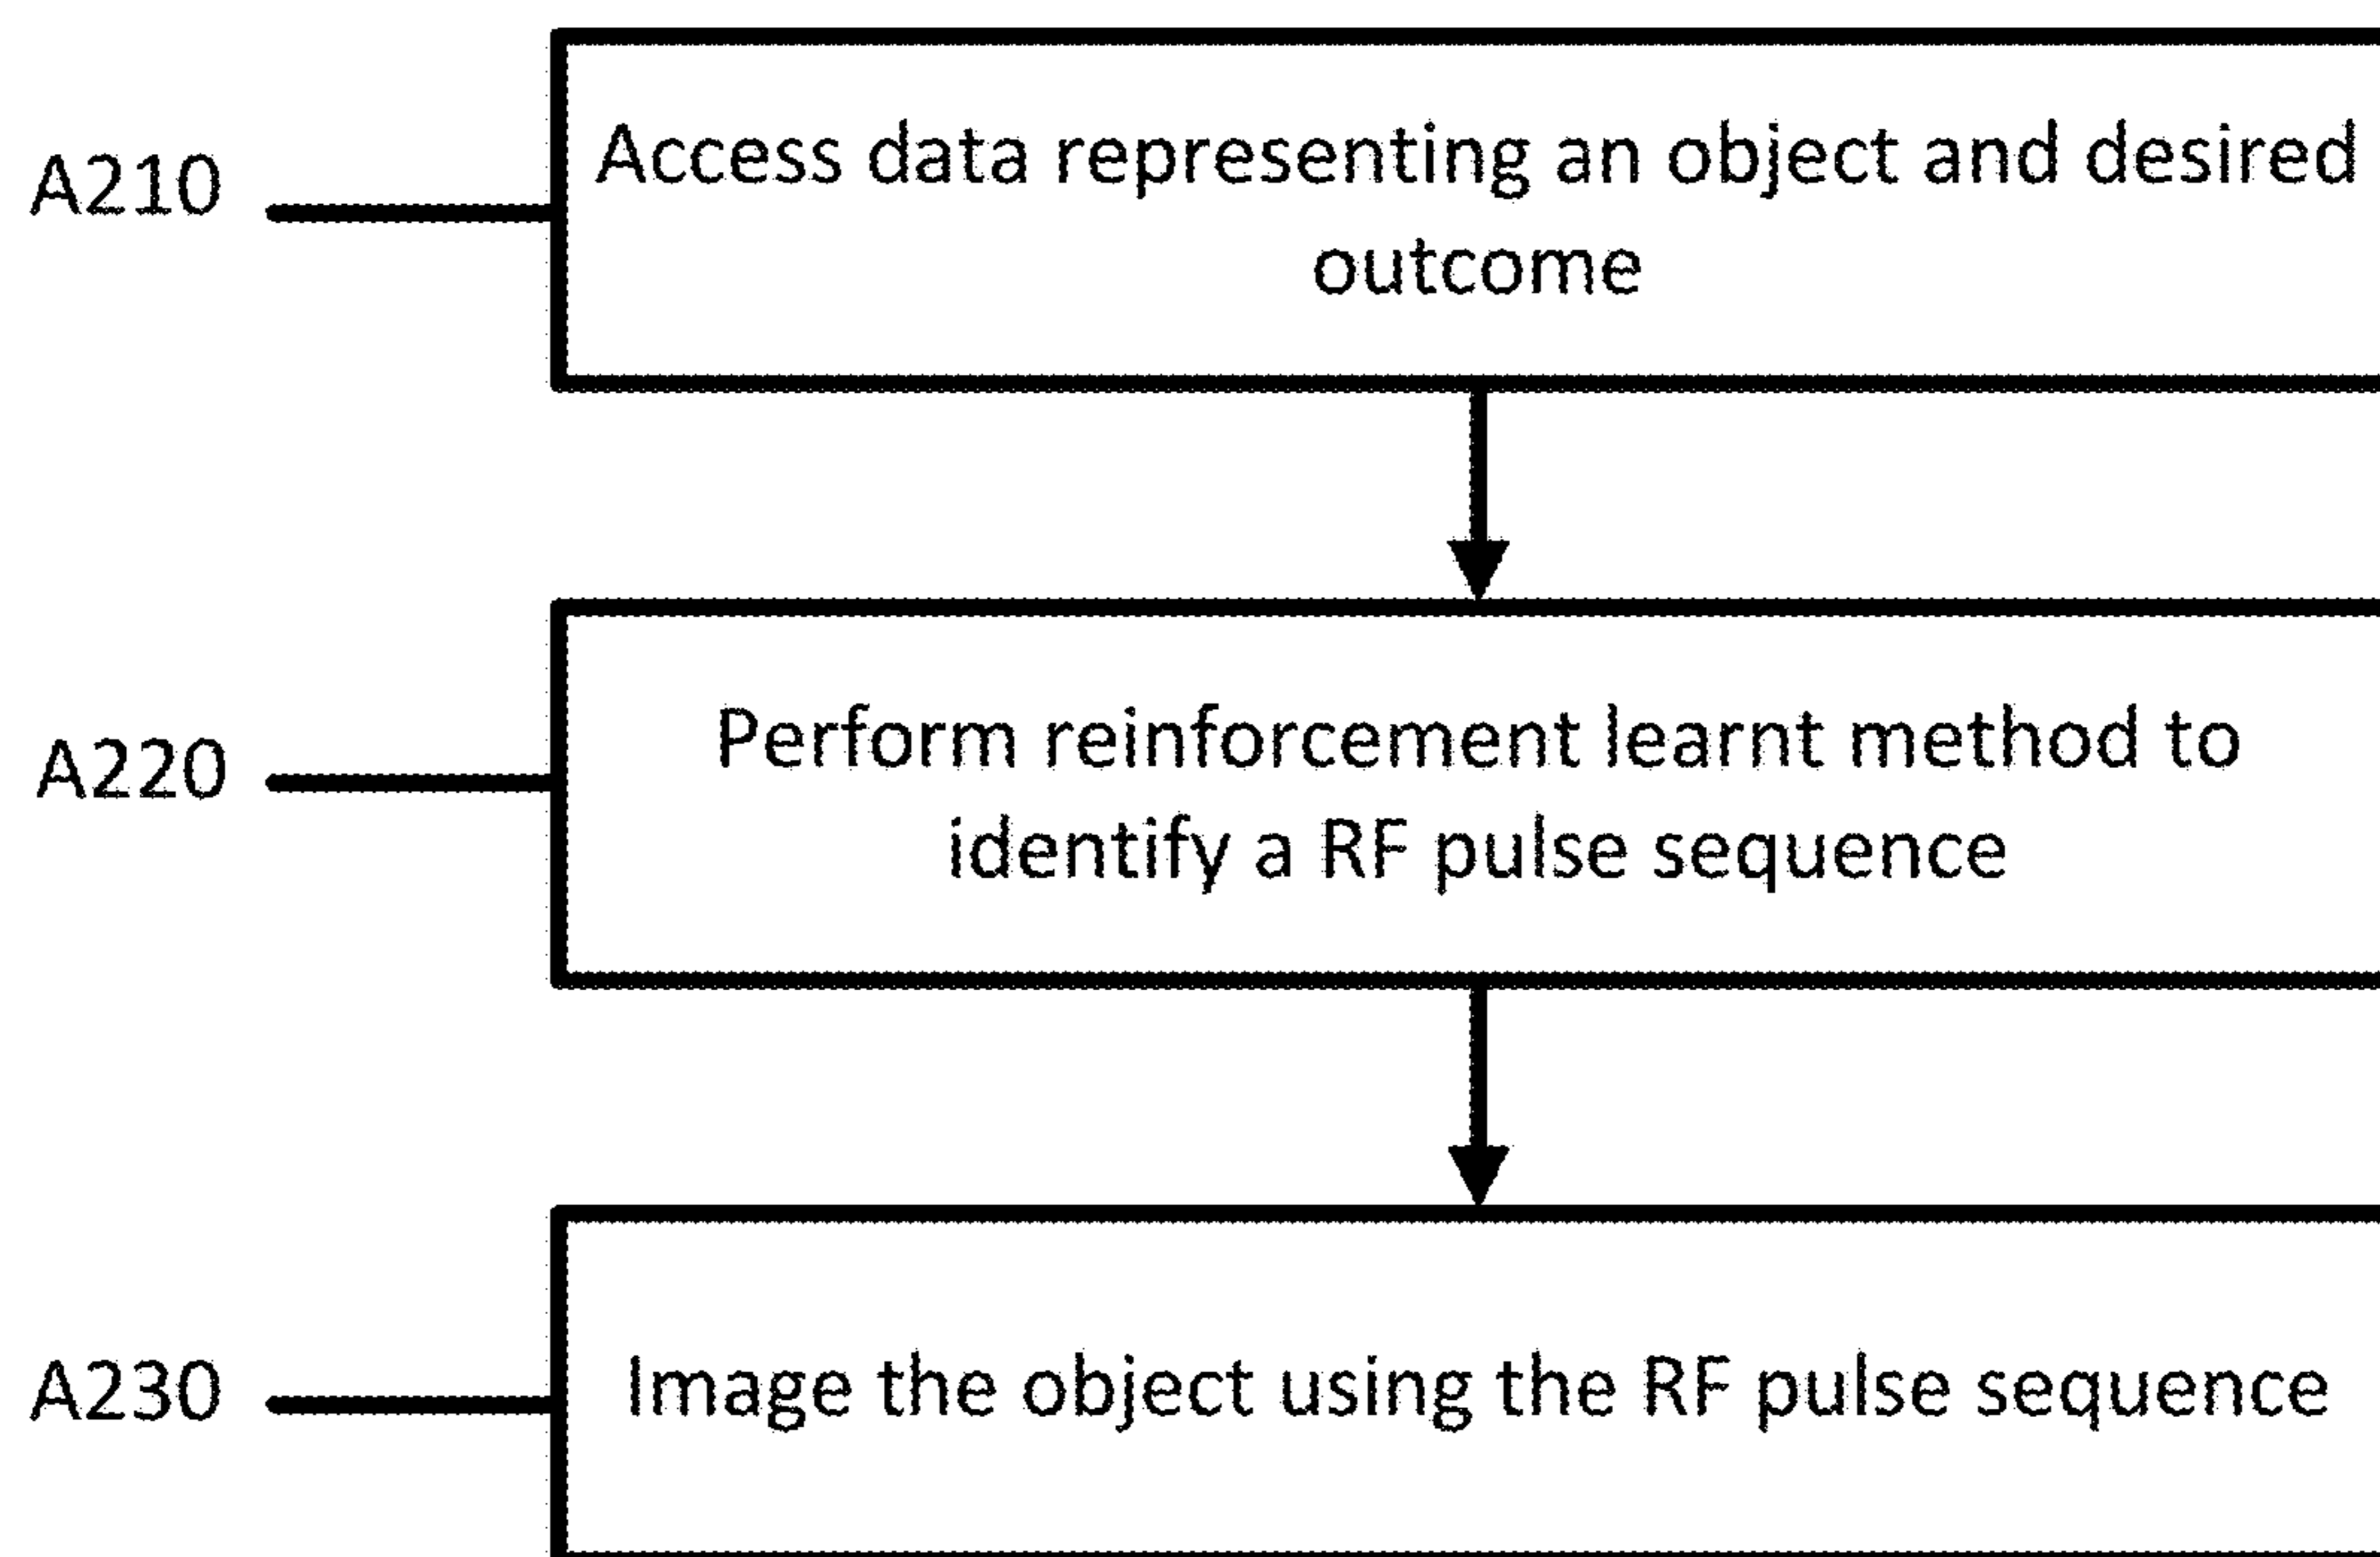 A210
Access data representing an object and desired
outcome
A220
Perform reinforcement learnt method to
identify a RF pulse sequence
A230
Image the object using the RF pulse sequence